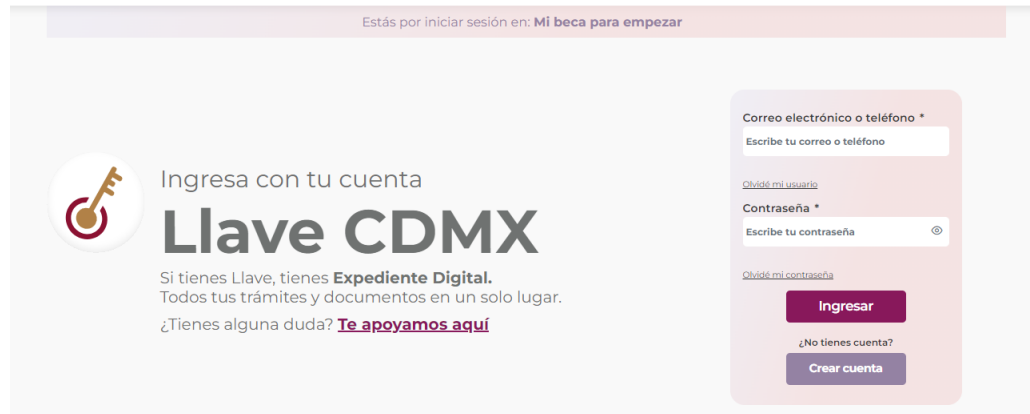 Estás por iniciar sesión en: Mi beca para empezar
Ingresa con tu cuenta
Llave CDMX
Si tienes Llave, tienes Expediente Digital.
Todos tus trámites y documentos en un solo lugar.
¿Tienes alguna duda? Te apoyamos aquí
Correo electrónico o teléfono *
Escribe tu correo o teléfono
Olvidé mi usuario
Contraseña *
Escribe tu contraseña
Olvidé mi contraseña
Ingresar
¿No tienes cuenta?
Crear cuenta